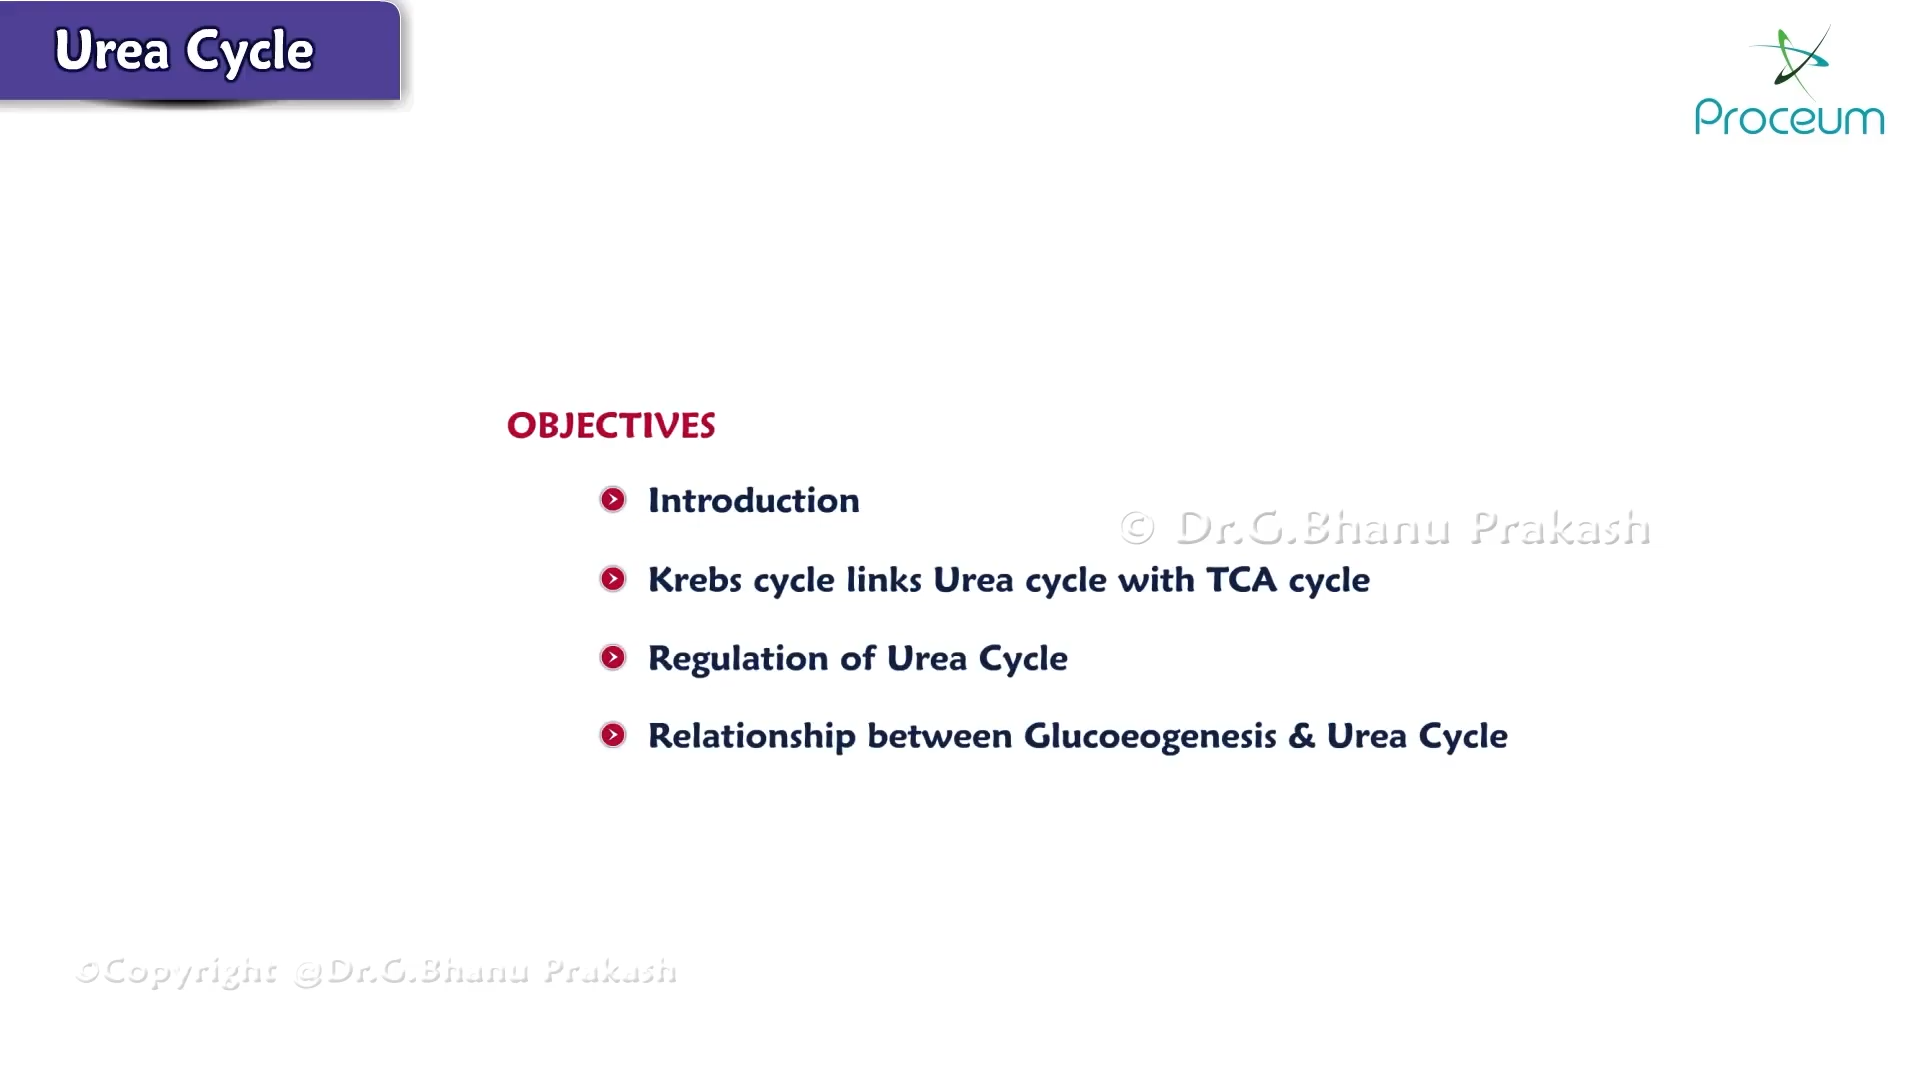 Urea Cycle
Proceum
OBJECTIVES
Introduction
© Dr.G.Bhanu Prakash
Krebs cycle links Urea cycle with TCA cycle
Regulation of Urea Cycle
Relationship between Glucoeogenesis & Urea Cycle
©Copyright @Dr.G.Bhanu Prakash